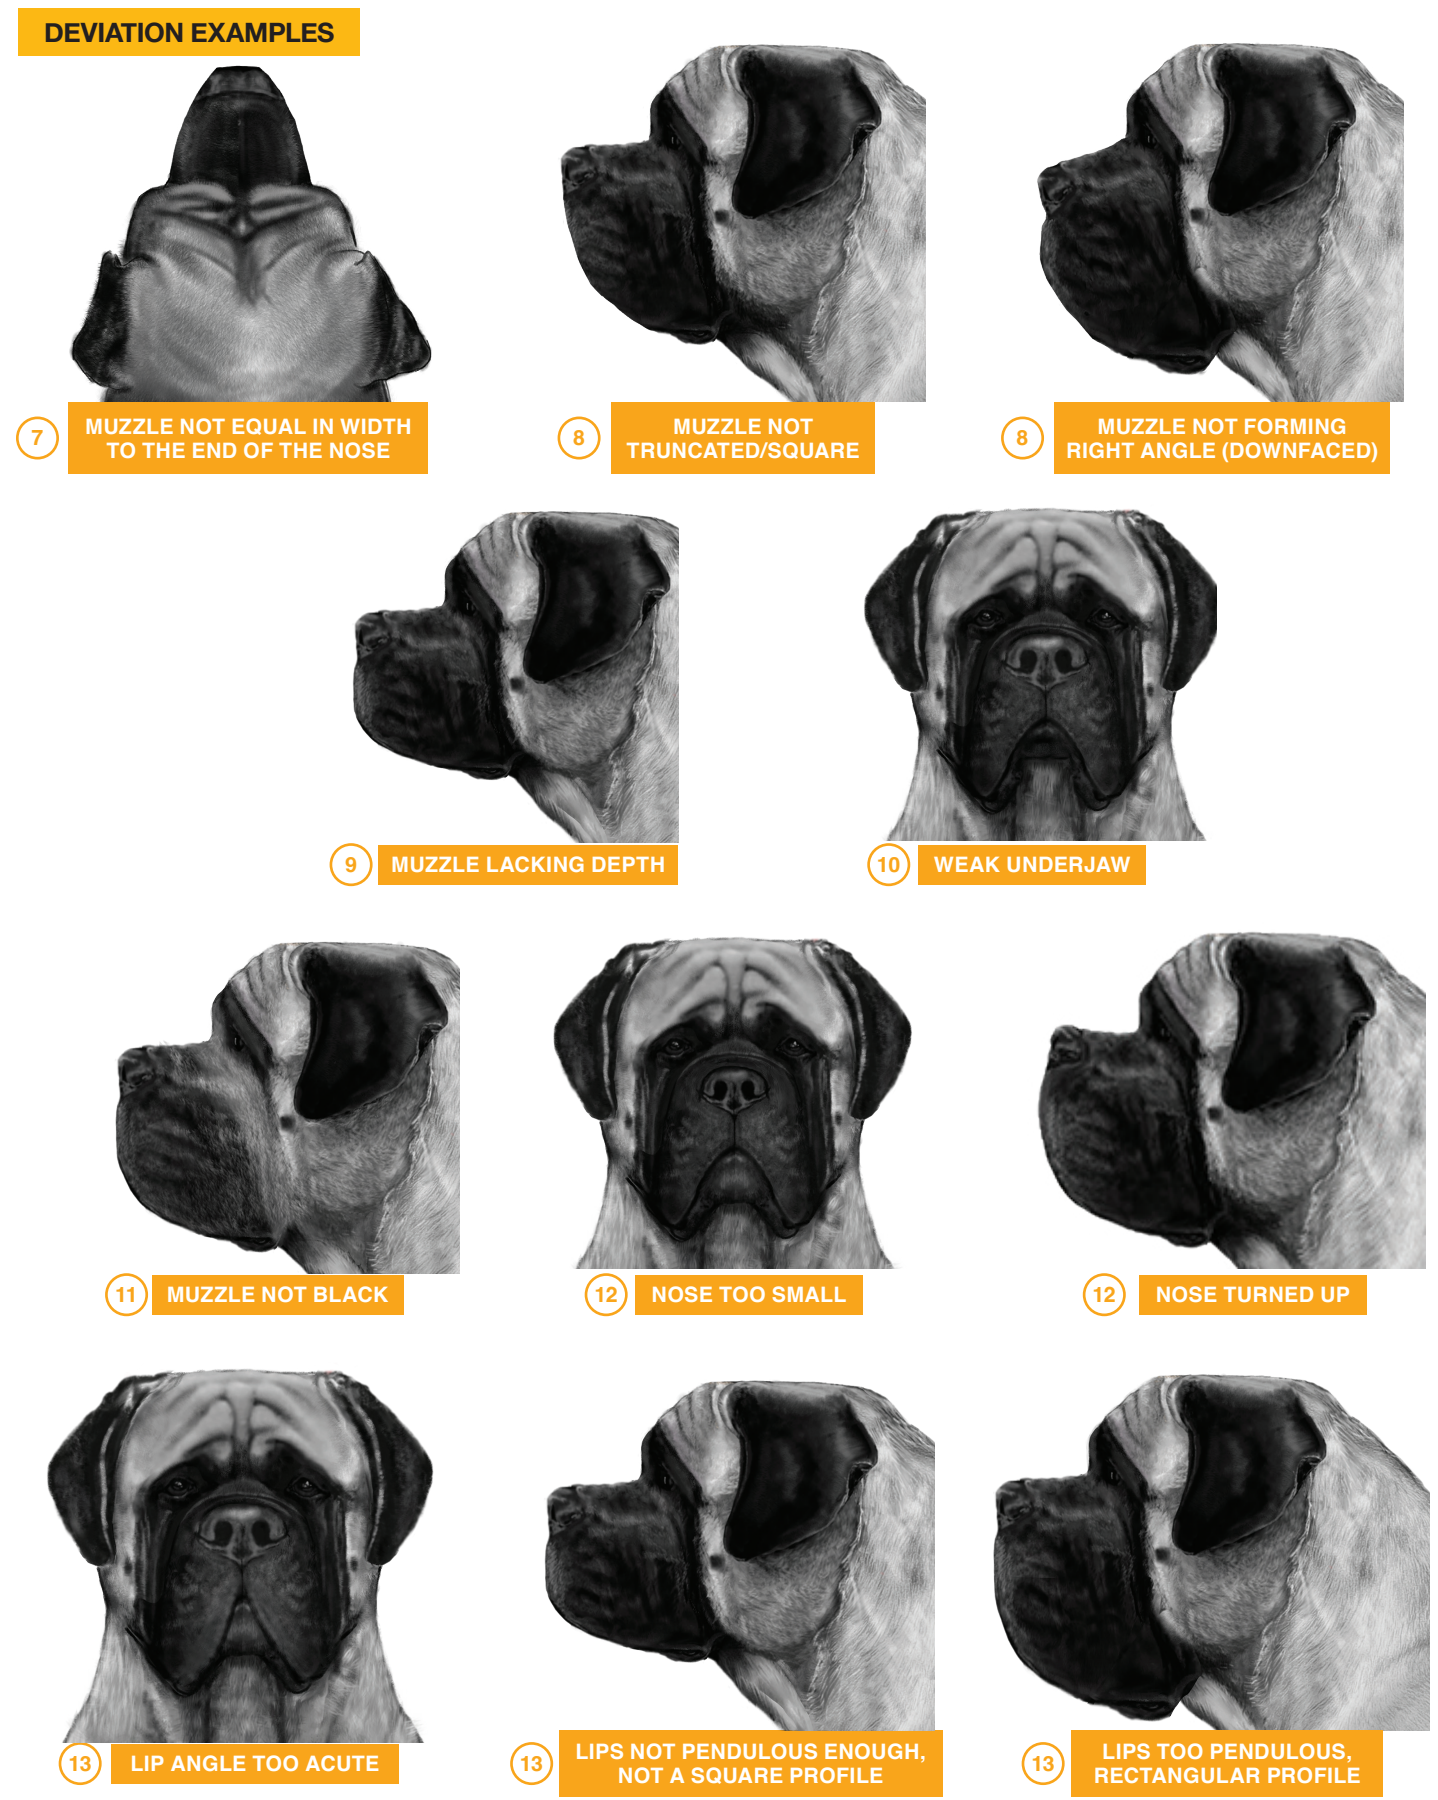 DEVIATION EXAMPLES
7
MUZZLE NOT EQUAL IN WIDTH
TO THE END OF THE NOSE
8
MUZZLE NOT
TRUNCATED/SQUARE
8
MUZZLE NOT FORMING
RIGHT ANGLE (DOWNFACED)
9
MUZZLE LACKING DEPTH
10
WEAK UNDERJAW
11
MUZZLE NOT BLACK
12
NOSE TOO SMALL
12
NOSE TURNED UP
13
LIP ANGLE TOO ACUTE
13
LIPS NOT PENDULOUS ENOUGH,
NOT A SQUARE PROFILE
13
LIPS TOO PENDULOUS,
RECTANGULAR PROFILE